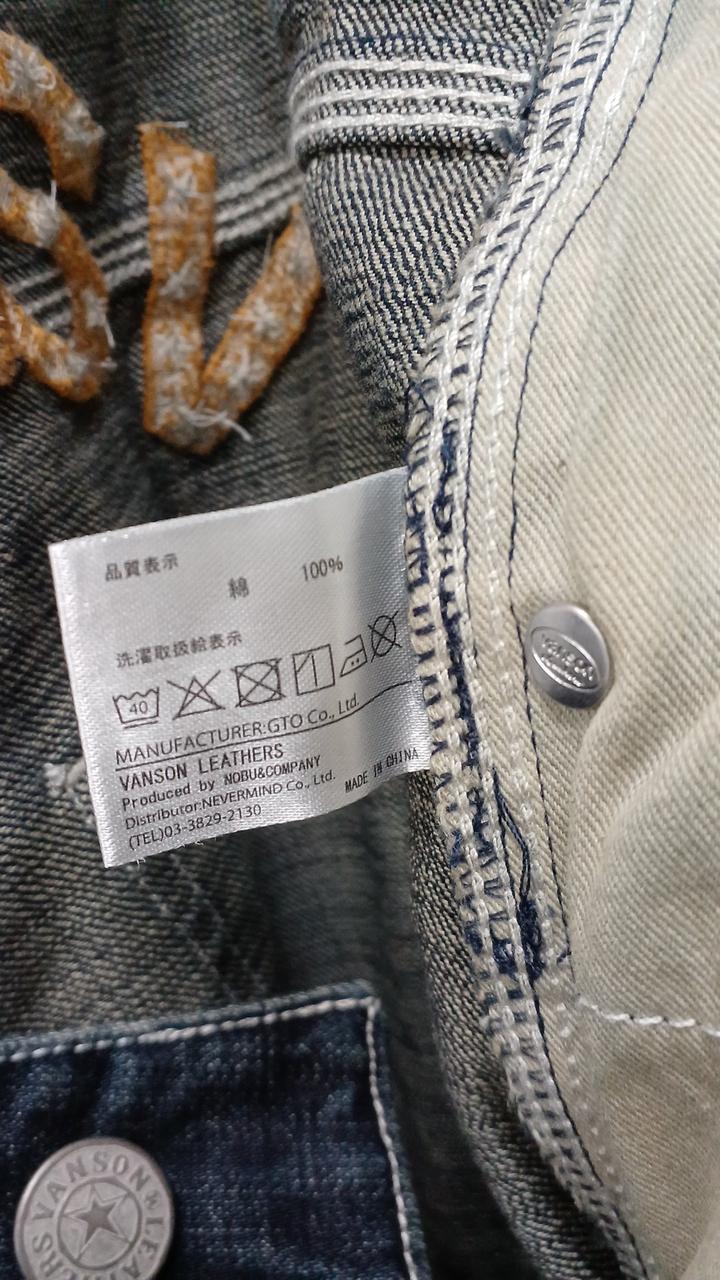 品質表示
綿 100%
洗濯取扱絵表示
40
MANUFACTURER:GTO Co., Ltd.
VANSON LEATHERS
Produced by NOBU&COMPANY
Distributor:NEVERMIND Co., Ltd.
MADE IN CHINA
(TEL)03-3829-2130
VANSON
VANSON LEATHERS